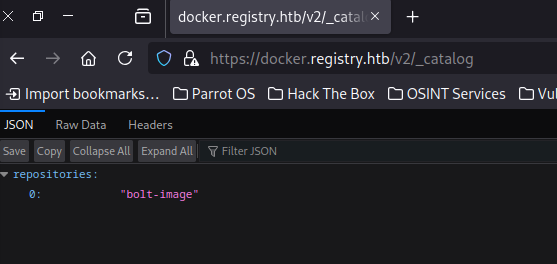 docker.registry.htb/v2/_catalo
https://docker.registry.htb/v2/_catalog
Import bookmarks… Parrot OS Hack The Box OSINT Services Vul
JSON Raw Data Headers
Save Copy Collapse All Expand All Filter JSON
repositories:
0: "bolt-image"